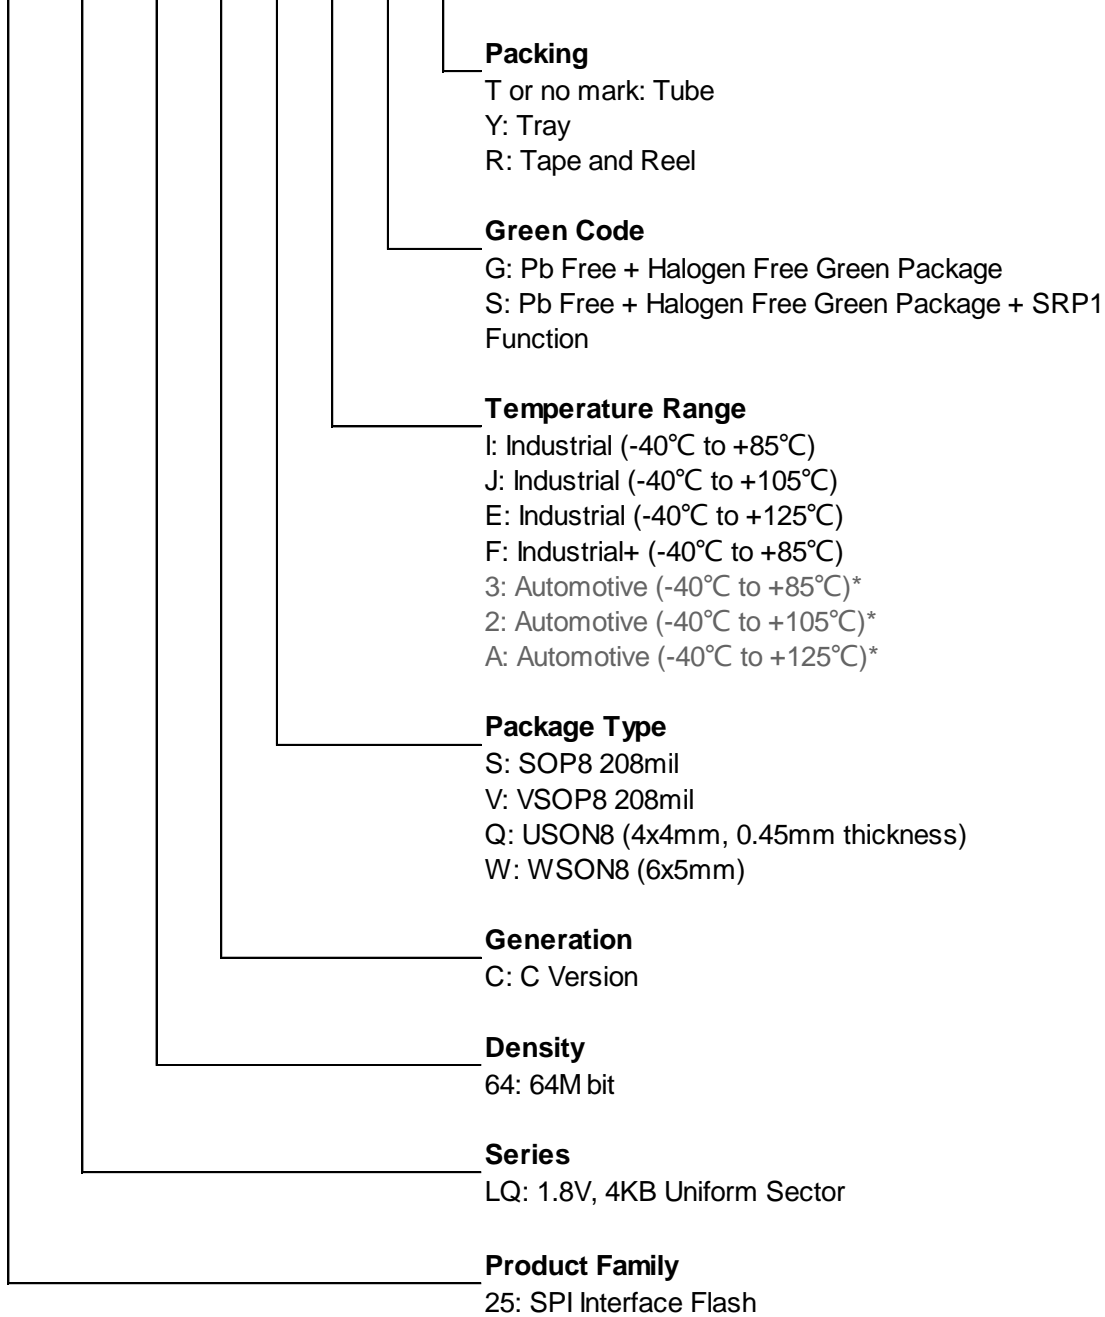 Packing
T or no mark: Tube
Y: Tray
R: Tape and Reel
Green Code
G: Pb Free + Halogen Free Green Package
S: Pb Free + Halogen Free Green Package + SRP1
Function
Temperature Range
I: Industrial (-40℃ to +85℃)
J: Industrial (-40℃ to +105℃)
E: Industrial (-40℃ to +125℃)
F: Industrial+ (-40℃ to +85℃)
3: Automotive (-40℃ to +85℃)*
2: Automotive (-40℃ to +105℃)*
A: Automotive (-40℃ to +125℃)*
Package Type
S: SOP8 208mil
V: VSOP8 208mil
Q: USON8 (4x4mm, 0.45mm thickness)
W: WSON8 (6x5mm)
Generation
C: C Version
Density
64: 64M bit
Series
LQ: 1.8V, 4KB Uniform Sector
Product Family
25: SPI Interface Flash